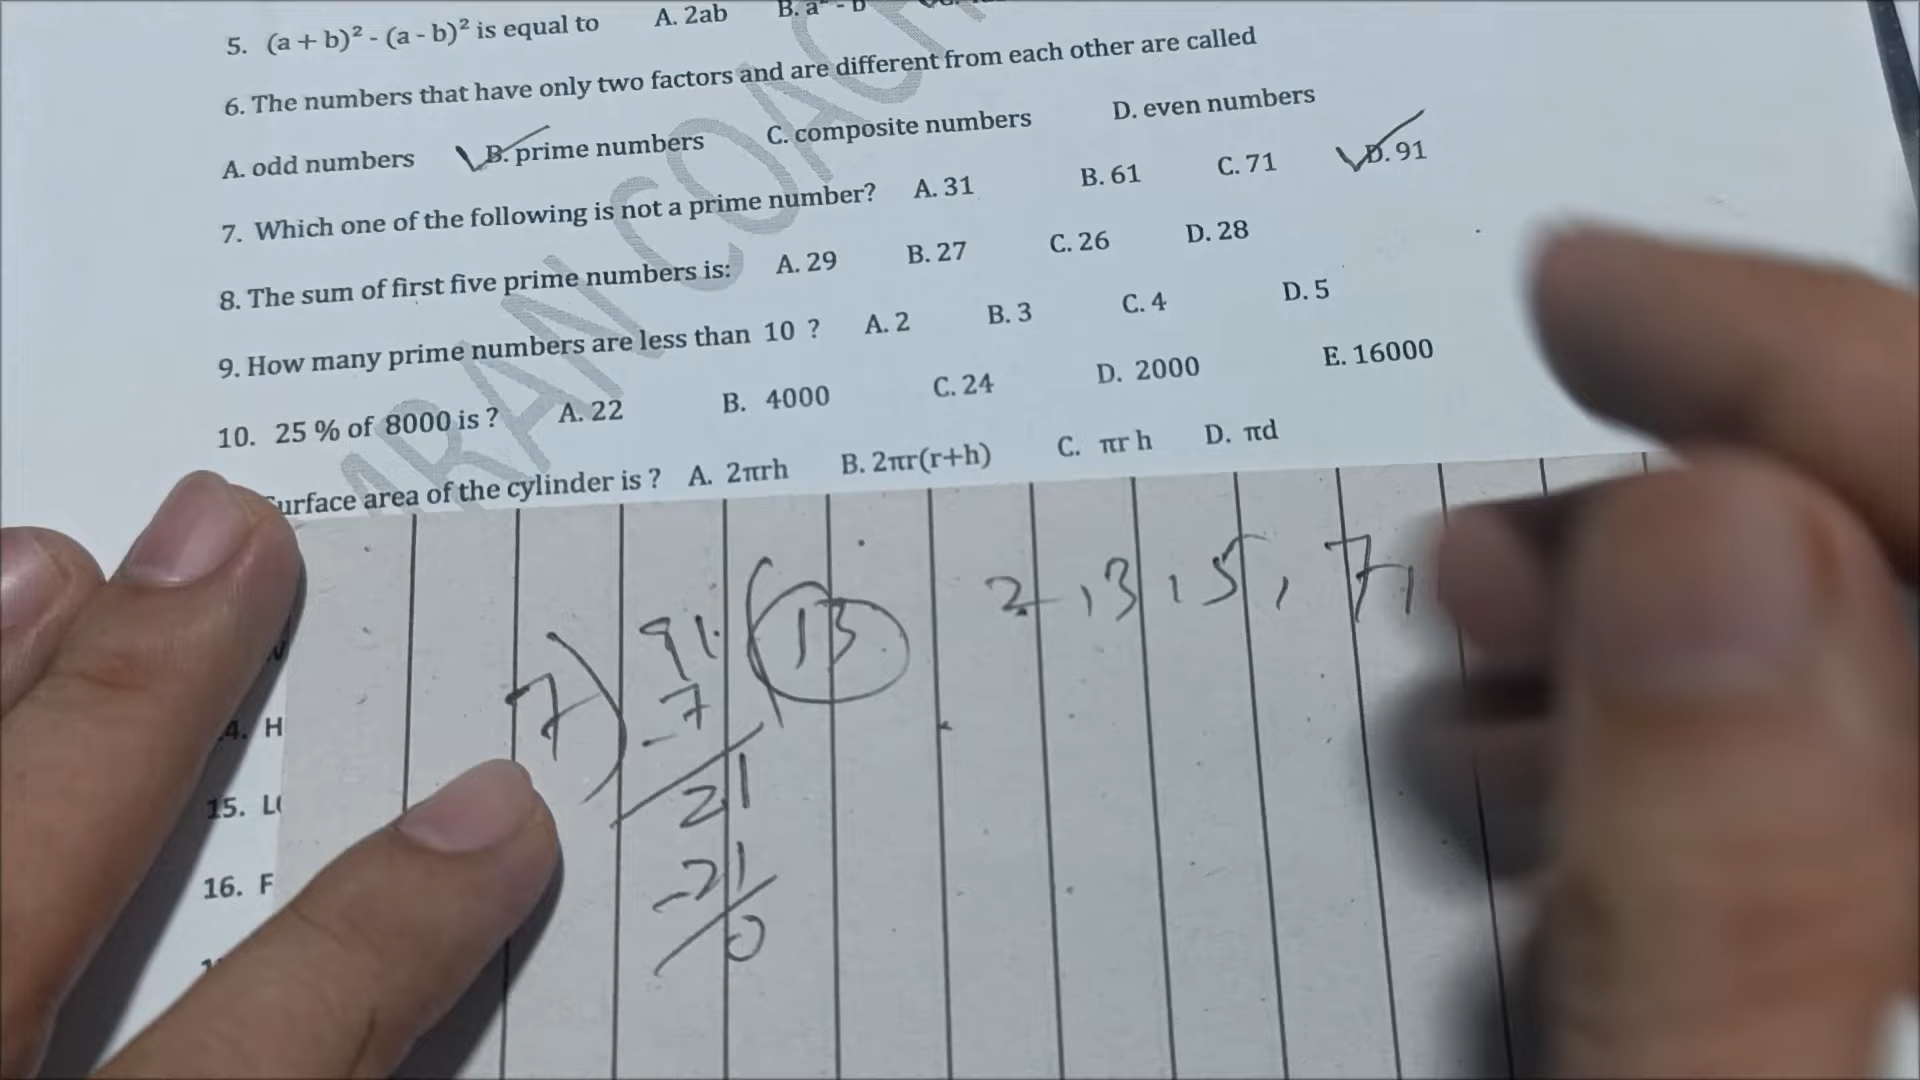 5. (a + b)² - (a - b)² is equal to A. 2ab B. a² - b
6. The numbers that have only two factors and are different from each other are called
A. odd numbers B. prime numbers C. composite numbers D. even numbers
7. Which one of the following is not a prime number? A. 31 B. 61 C. 71 D. 91
8. The sum of first five prime numbers is: A. 29 B. 27 C. 26 D. 28
9. How many prime numbers are less than 10 ? A. 2 B. 3 C. 4 D. 5
10. 25 % of 8000 is ? A. 22 B. 4000 C. 24 D. 2000 E. 16000
urface area of the cylinder is ? A. 2πrh B. 2πr(r+h) C. πr h D. πd
7) 91 ( 13
-7
21
-21
0
2 , 3 , 5 , 7,
4. H
15. L
16. F